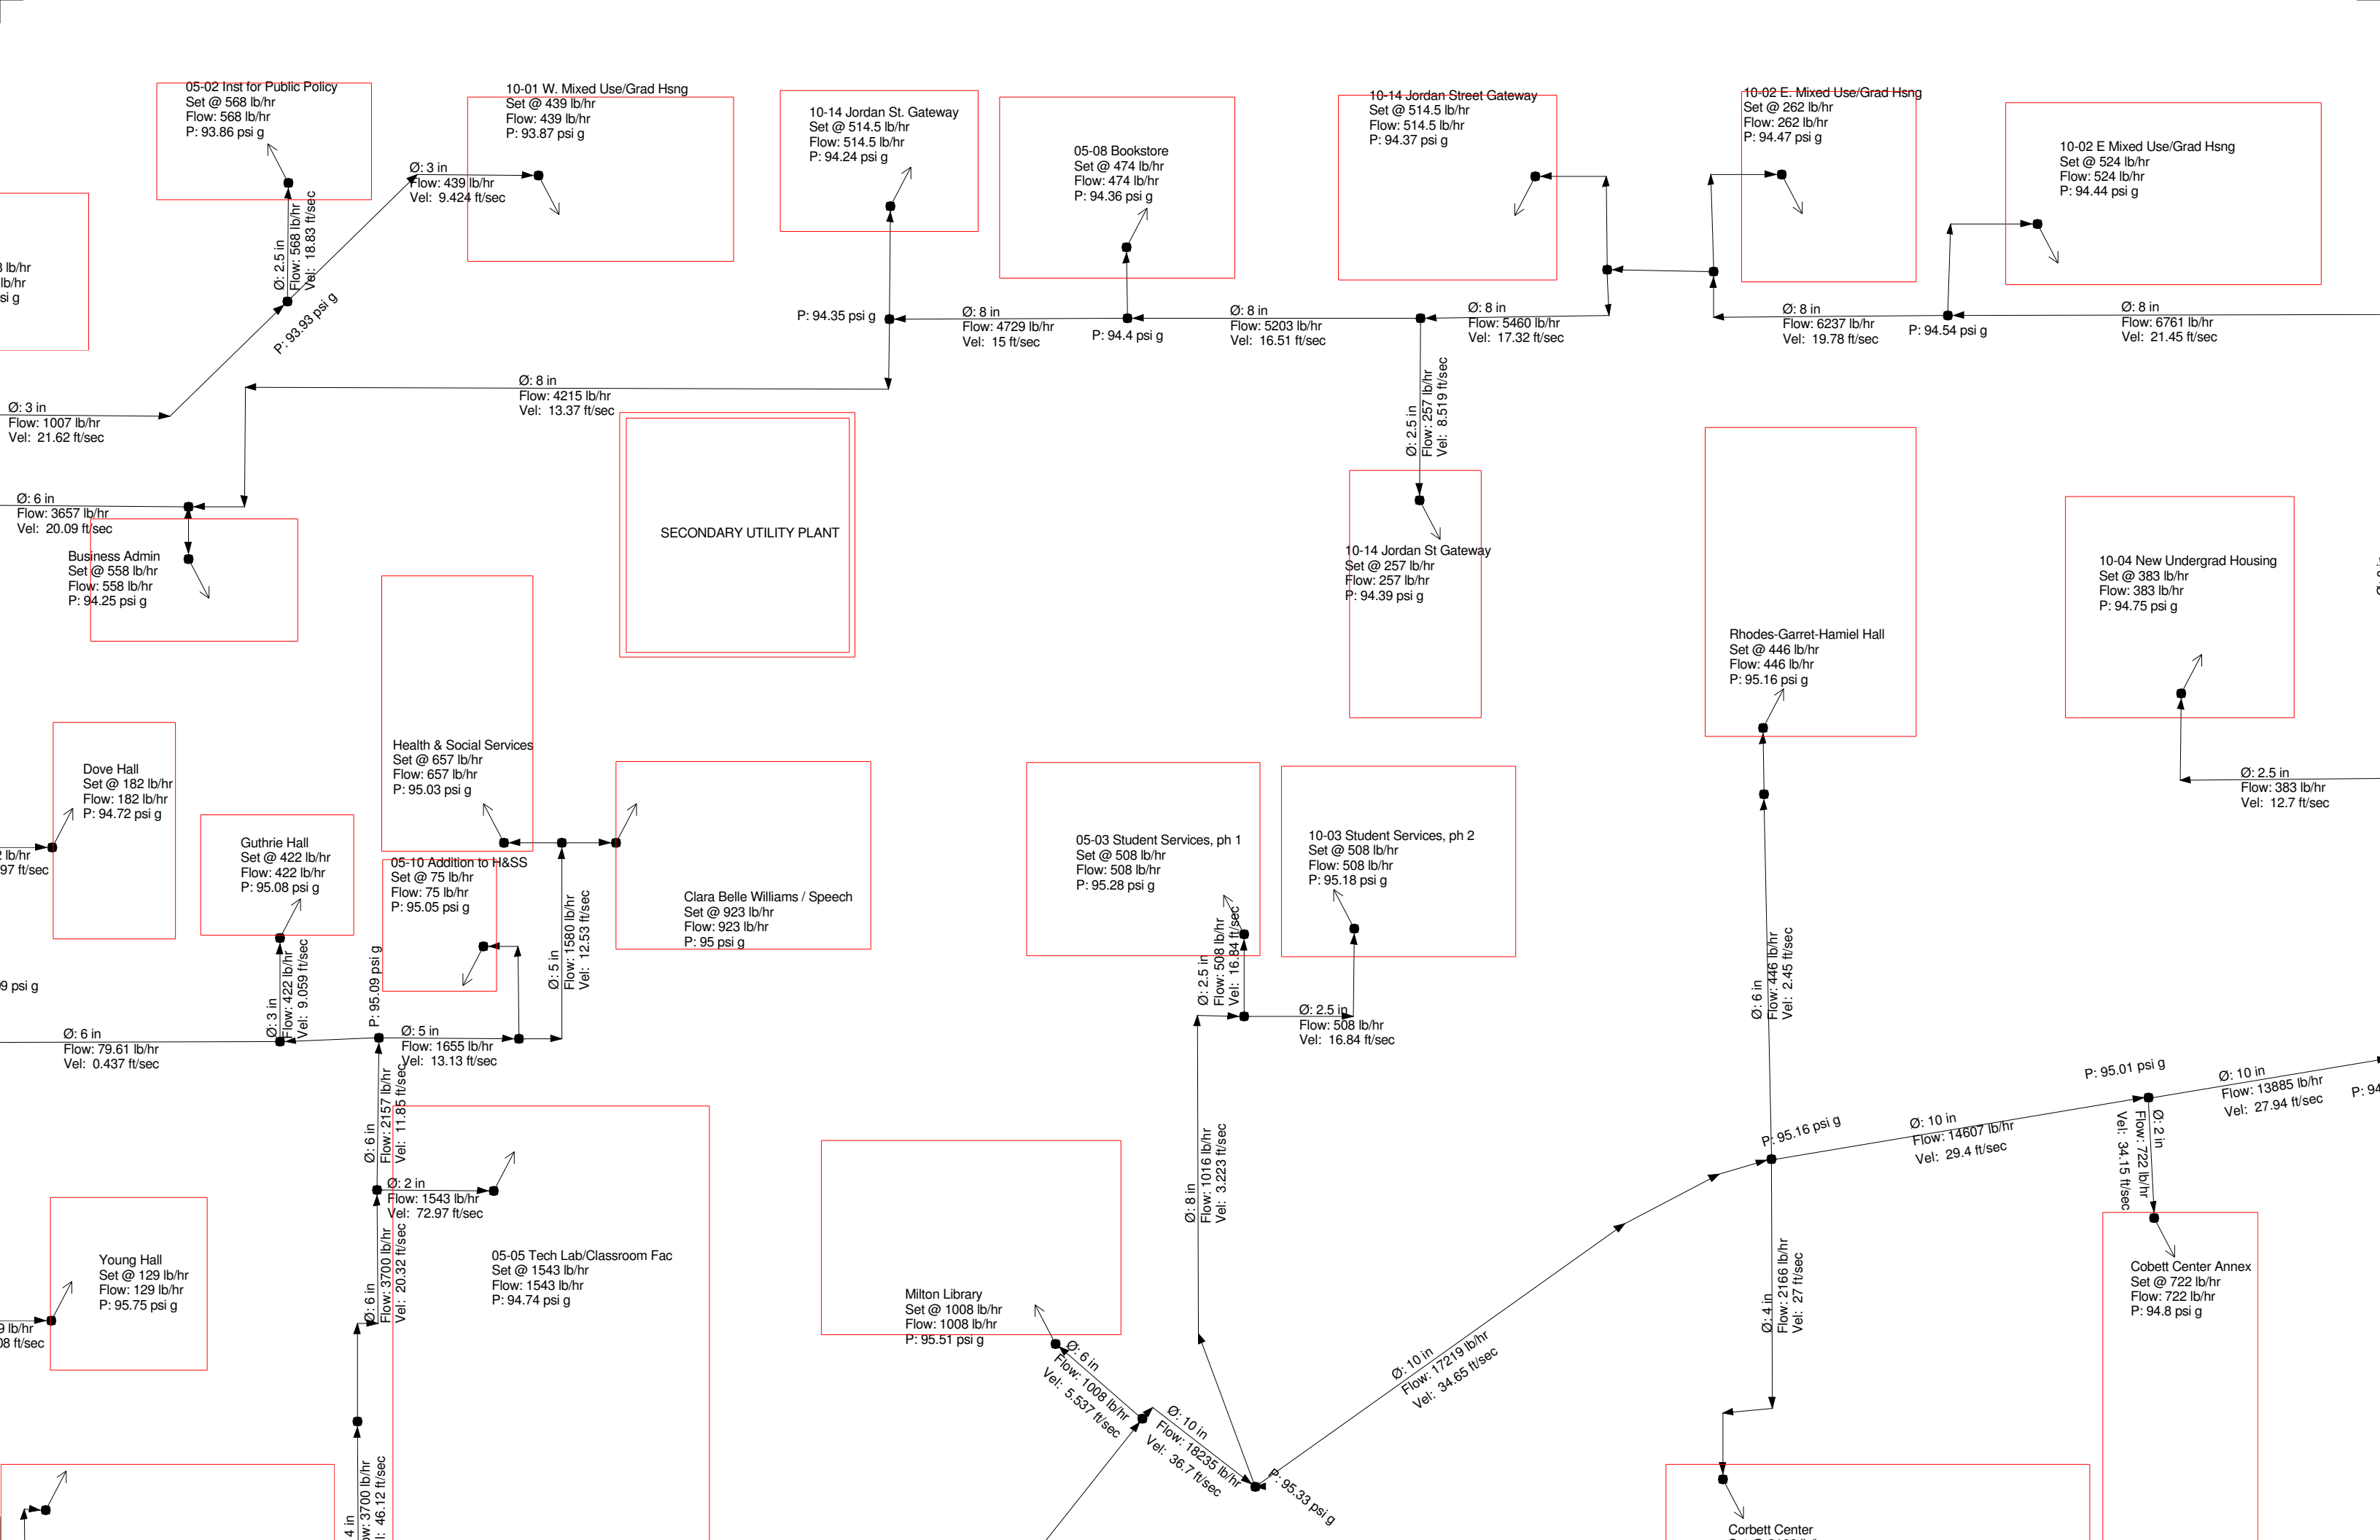 05-02 Inst for Public Policy
Set @ 568 lb/hr
Flow: 568 lb/hr
P: 93.86 psi g
10-01 W. Mixed Use/Grad Hsng
Set @ 439 lb/hr
Flow: 439 lb/hr
P: 93.87 psi g
10-14 Jordan St. Gateway
Set @ 514.5 lb/hr
Flow: 514.5 lb/hr
P: 94.24 psi g
05-08 Bookstore
Set @ 474 lb/hr
Flow: 474 lb/hr
P: 94.36 psi g
10-14 Jordan Street Gateway
Set @ 514.5 lb/hr
Flow: 514.5 lb/hr
P: 94.37 psi g
10-02 E. Mixed Use/Grad Hsng
Set @ 262 lb/hr
Flow: 262 lb/hr
P: 94.47 psi g
10-02 E Mixed Use/Grad Hsng
Set @ 524 lb/hr
Flow: 524 lb/hr
P: 94.44 psi g
Ø: 3 in
Flow: 439 lb/hr
Vel: 9.424 ft/sec
Ø: 2.5 in
Flow: 568 lb/hr
Vel: 18.83 ft/sec
lb/hr
lb/hr
si g
P: 93.93 psi g
P: 94.35 psi g
Ø: 8 in
Flow: 4729 lb/hr
Vel: 15 ft/sec
P: 94.4 psi g
Ø: 8 in
Flow: 5203 lb/hr
Vel: 16.51 ft/sec
Ø: 8 in
Flow: 5460 lb/hr
Vel: 17.32 ft/sec
Ø: 8 in
Flow: 6237 lb/hr
Vel: 19.78 ft/sec
P: 94.54 psi g
Ø: 8 in
Flow: 6761 lb/hr
Vel: 21.45 ft/sec
Ø: 3 in
Flow: 1007 lb/hr
Vel: 21.62 ft/sec
Ø: 8 in
Flow: 4215 lb/hr
Vel: 13.37 ft/sec
Ø: 2.5 in
Flow: 257 lb/hr
Vel: 8.519 ft/sec
Ø: 6 in
Flow: 3657 lb/hr
Vel: 20.09 ft/sec
Business Admin
Set @ 558 lb/hr
Flow: 558 lb/hr
P: 94.25 psi g
SECONDARY UTILITY PLANT
10-14 Jordan St Gateway
Set @ 257 lb/hr
Flow: 257 lb/hr
P: 94.39 psi g
10-04 New Undergrad Housing
Set @ 383 lb/hr
Flow: 383 lb/hr
P: 94.75 psi g
Rhodes-Garret-Hamiel Hall
Set @ 446 lb/hr
Flow: 446 lb/hr
P: 95.16 psi g
Ø: 2.5 in
Flow: 383 lb/hr
Vel: 12.7 ft/sec
Health & Social Services
Set @ 657 lb/hr
Flow: 657 lb/hr
P: 95.03 psi g
Dove Hall
Set @ 182 lb/hr
Flow: 182 lb/hr
P: 94.72 psi g
lb/hr
97 ft/sec
Guthrie Hall
Set @ 422 lb/hr
Flow: 422 lb/hr
P: 95.08 psi g
05-10 Addition to H&SS
Set @ 75 lb/hr
Flow: 75 lb/hr
P: 95.05 psi g
Clara Belle Williams / Speech
Set @ 923 lb/hr
Flow: 923 lb/hr
P: 95 psi g
05-03 Student Services, ph 1
Set @ 508 lb/hr
Flow: 508 lb/hr
P: 95.28 psi g
10-03 Student Services, ph 2
Set @ 508 lb/hr
Flow: 508 lb/hr
P: 95.18 psi g
Ø: 5 in
Flow: 1580 lb/hr
Vel: 12.53 ft/sec
Ø: 2.5 in
Flow: 508 lb/hr
Vel: 16.84 ft/sec
Ø: 2.5 in
Flow: 508 lb/hr
Vel: 16.84 ft/sec
Ø: 6 in
Flow: 446 lb/hr
Vel: 2.45 ft/sec
9 psi g
Ø: 3 in
Flow: 422 lb/hr
Vel: 9.059 ft/sec
P: 95.09 psi g
Ø: 6 in
Flow: 79.61 lb/hr
Vel: 0.437 ft/sec
Ø: 5 in
Flow: 1655 lb/hr
Vel: 13.13 ft/sec
Ø: 6 in
Flow: 2157 lb/hr
Vel: 11.85 ft/sec
Ø: 2 in
Flow: 1543 lb/hr
Vel: 72.97 ft/sec
Ø: 6 in
Flow: 3700 lb/hr
Vel: 20.32 ft/sec
05-05 Tech Lab/Classroom Fac
Set @ 1543 lb/hr
Flow: 1543 lb/hr
P: 94.74 psi g
Ø: 8 in
Flow: 1016 lb/hr
Vel: 3.223 ft/sec
P: 95.16 psi g
Ø: 10 in
Flow: 14607 lb/hr
Vel: 29.4 ft/sec
P: 95.01 psi g
Ø: 10 in
Flow: 13885 lb/hr
Vel: 27.94 ft/sec
P: 94
Ø: 2 in
Flow: 722 lb/hr
Vel: 34.15 ft/sec
Young Hall
Set @ 129 lb/hr
Flow: 129 lb/hr
P: 95.75 psi g
9 lb/hr
08 ft/sec
Milton Library
Set @ 1008 lb/hr
Flow: 1008 lb/hr
P: 95.51 psi g
Ø: 6 in
Flow: 1008 lb/hr
Vel: 5.537 ft/sec
Ø: 10 in
Flow: 18235 lb/hr
Vel: 36.7 ft/sec
P: 95.33 psi g
Ø: 10 in
Flow: 17219 lb/hr
Vel: 34.65 ft/sec
Ø: 4 in
Flow: 2166 lb/hr
Vel: 27 ft/sec
Cobett Center Annex
Set @ 722 lb/hr
Flow: 722 lb/hr
P: 94.8 psi g
4 in
ow: 3700 lb/hr
l: 46.12 ft/sec
Corbett Center